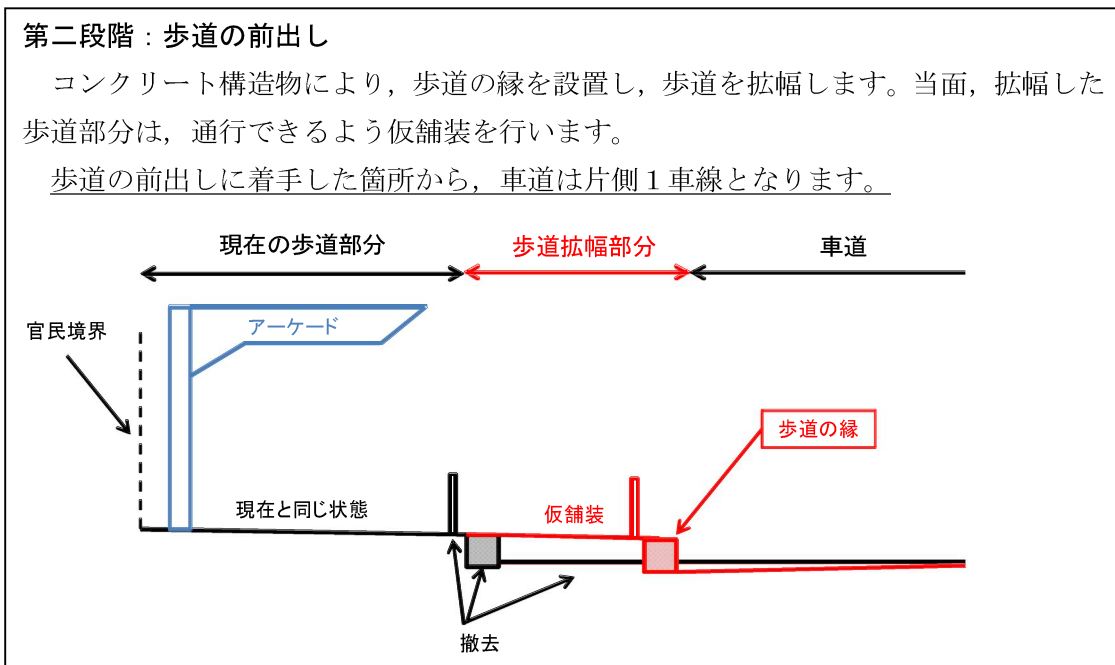 第二段階：歩道の前出し
コンクリート構造物により，歩道の縁を設置し，歩道を拡幅します。当面，拡幅した
歩道部分は，通行できるよう仮舗装を行います。
歩道の前出しに着手した箇所から，車道は片側１車線となります。
現在の歩道部分
歩道拡幅部分
車道
官民境界
アーケード
歩道の縁
現在と同じ状態
仮舗装
撤去